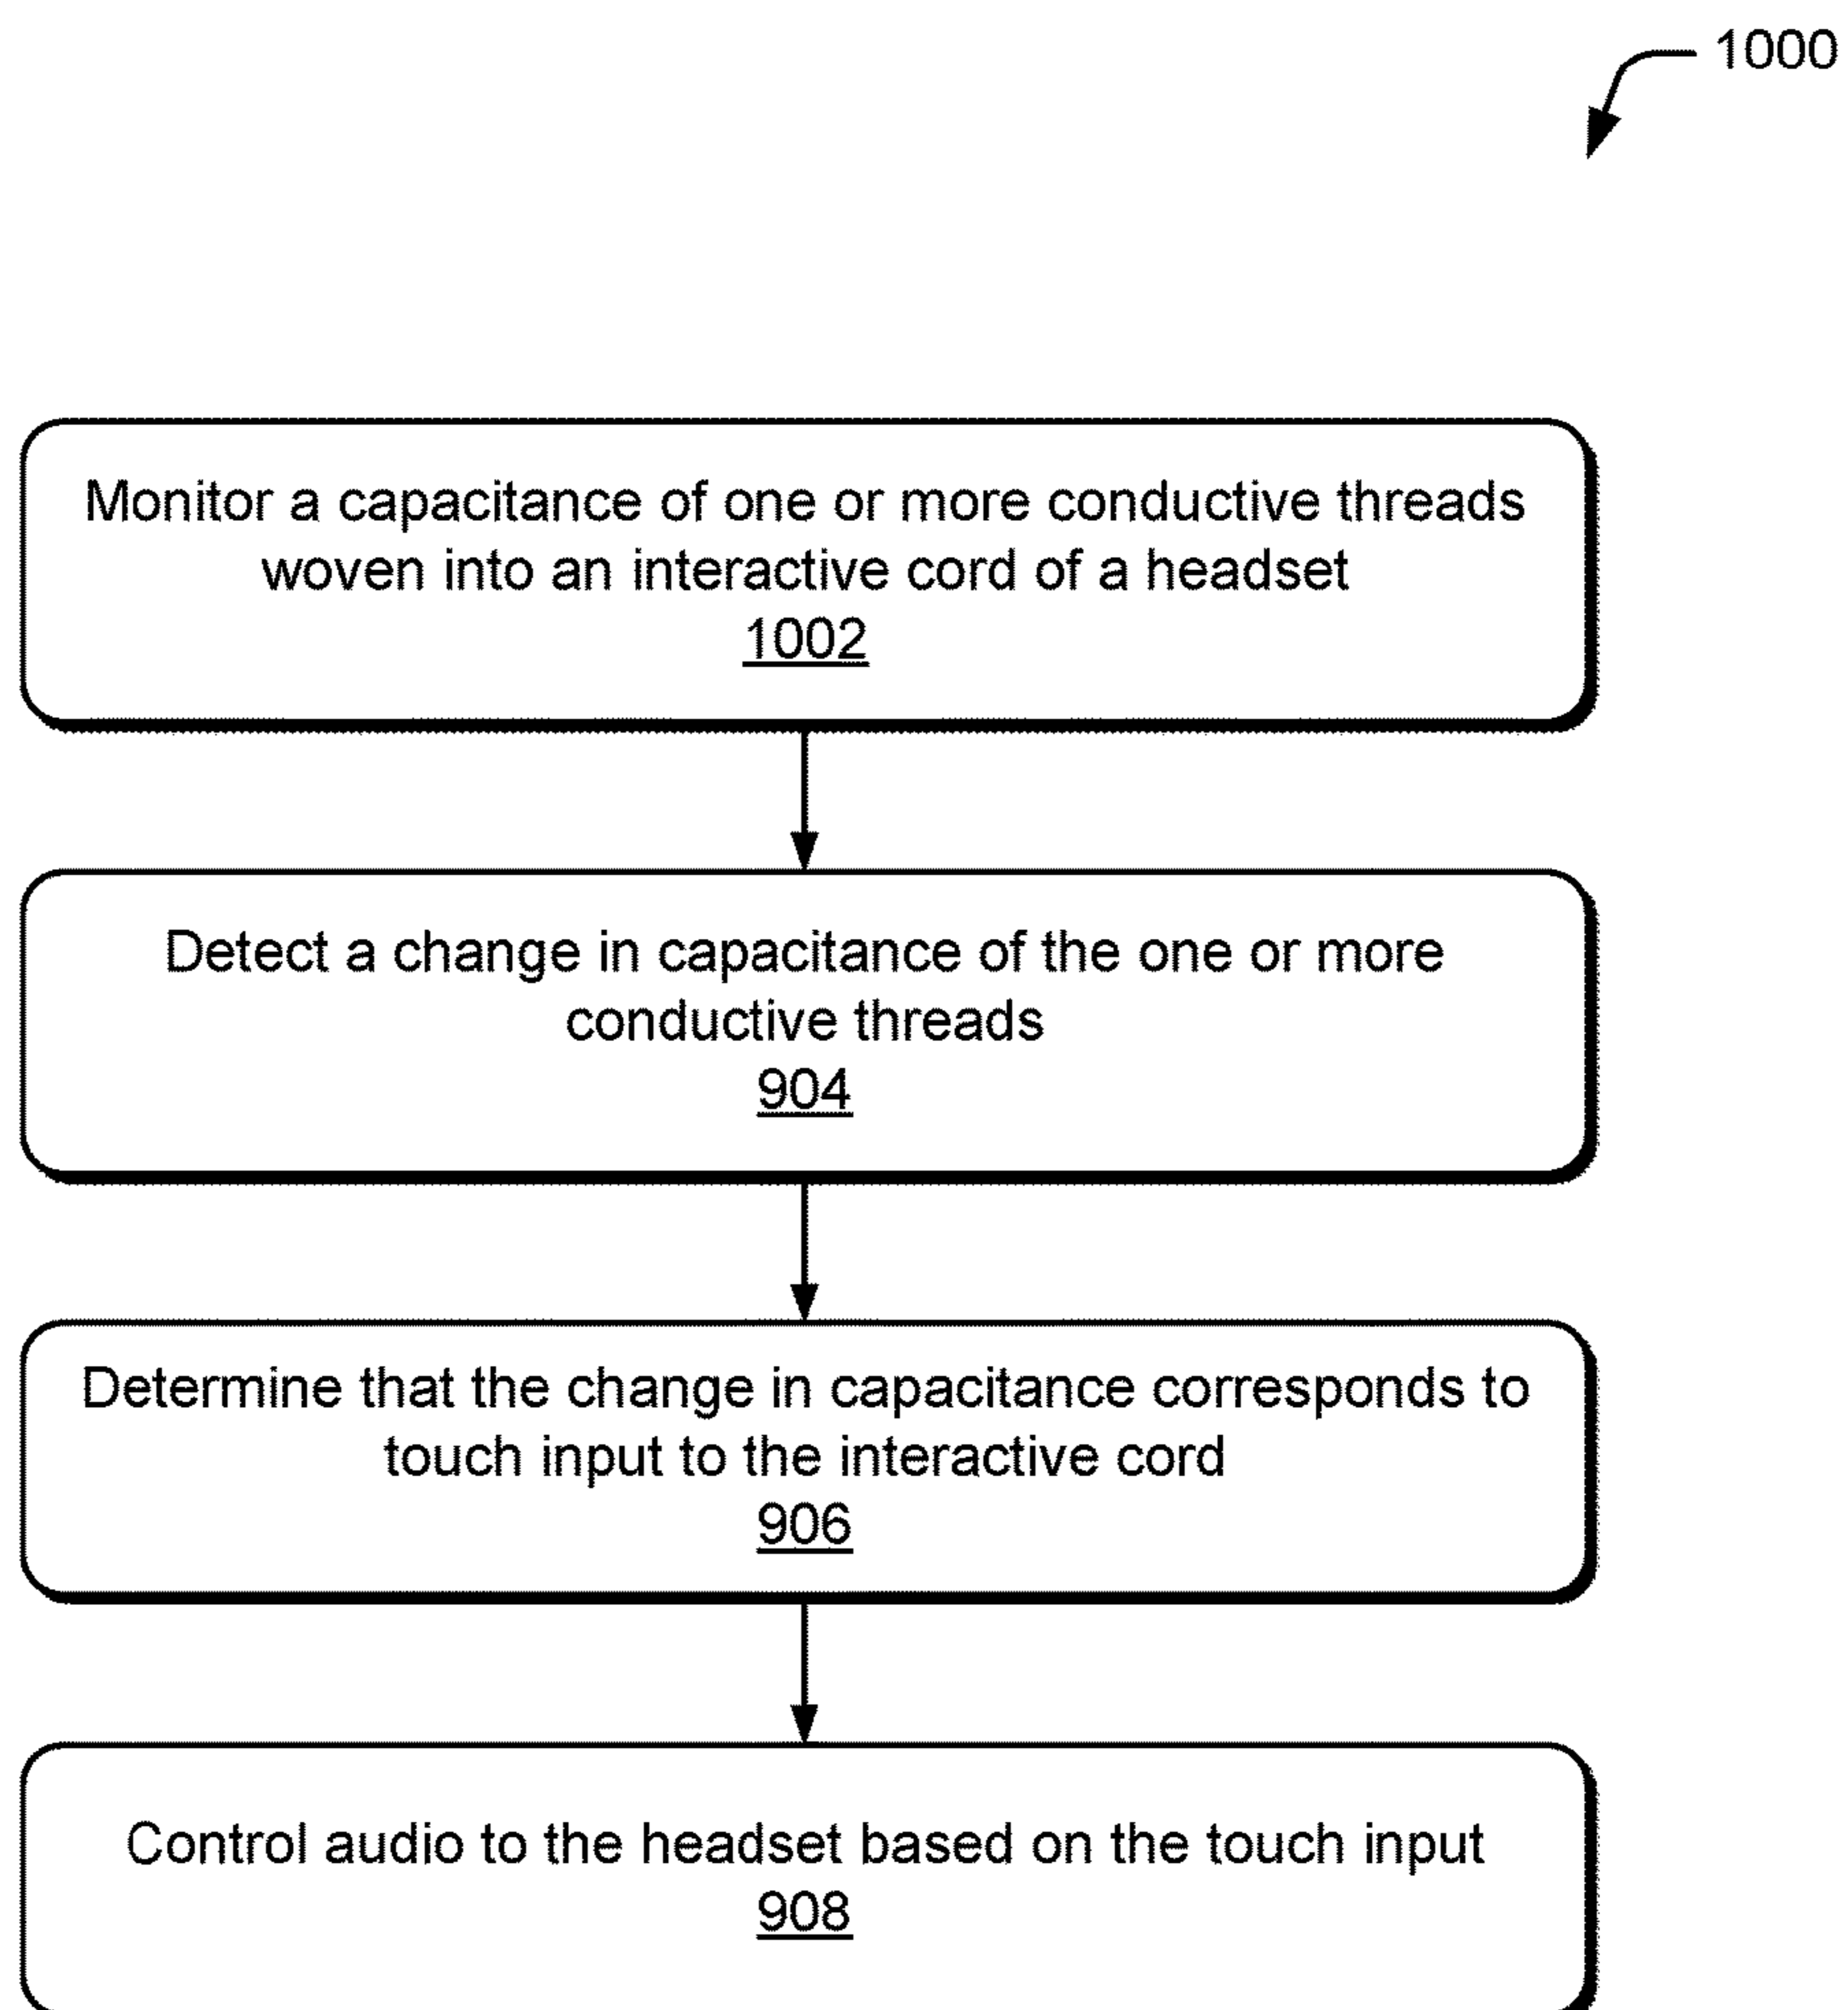 1000
Monitor a capacitance of one or more conductive threads
woven into an interactive cord of a headset
1002
Detect a change in capacitance of the one or more
conductive threads
904
Determine that the change in capacitance corresponds to
touch input to the interactive cord
906
Control audio to the headset based on the touch input
908